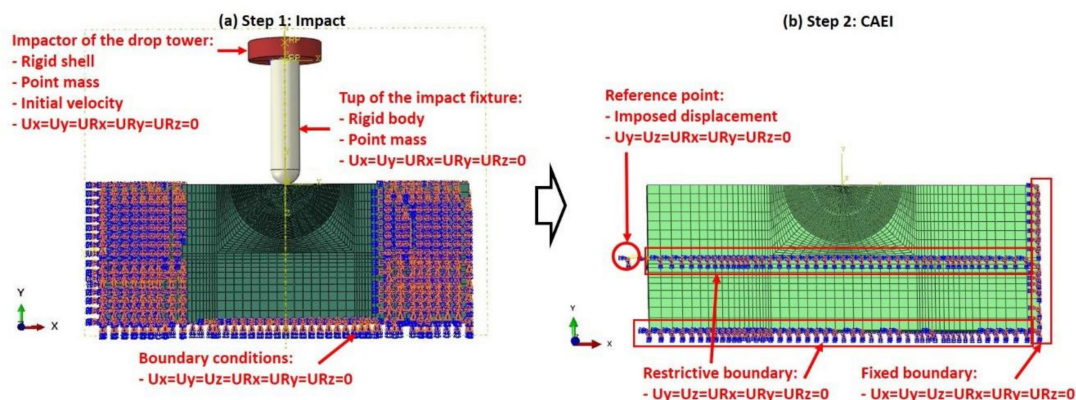 (a) Step 1: Impact
Impactor of the drop tower:
- Rigid shell
- Point mass
- Initial velocity
- Ux=Uy=URx=URy=URz=0
Tup of the impact fixture:
- Rigid body
- Point mass
- Ux=Uy=URx=URy=URz=0
Y
X
Boundary conditions:
- Ux=Uy=Uz=URx=URy=URz=0
(b) Step 2: CAEI
Reference point:
- Imposed displacement
- Uy=Uz=URx=URy=URz=0
Y
X
Restrictive boundary:
- Uy=Uz=URx=URy=URz=0
Fixed boundary:
- Ux=Uy=Uz=URx=URy=URz=0